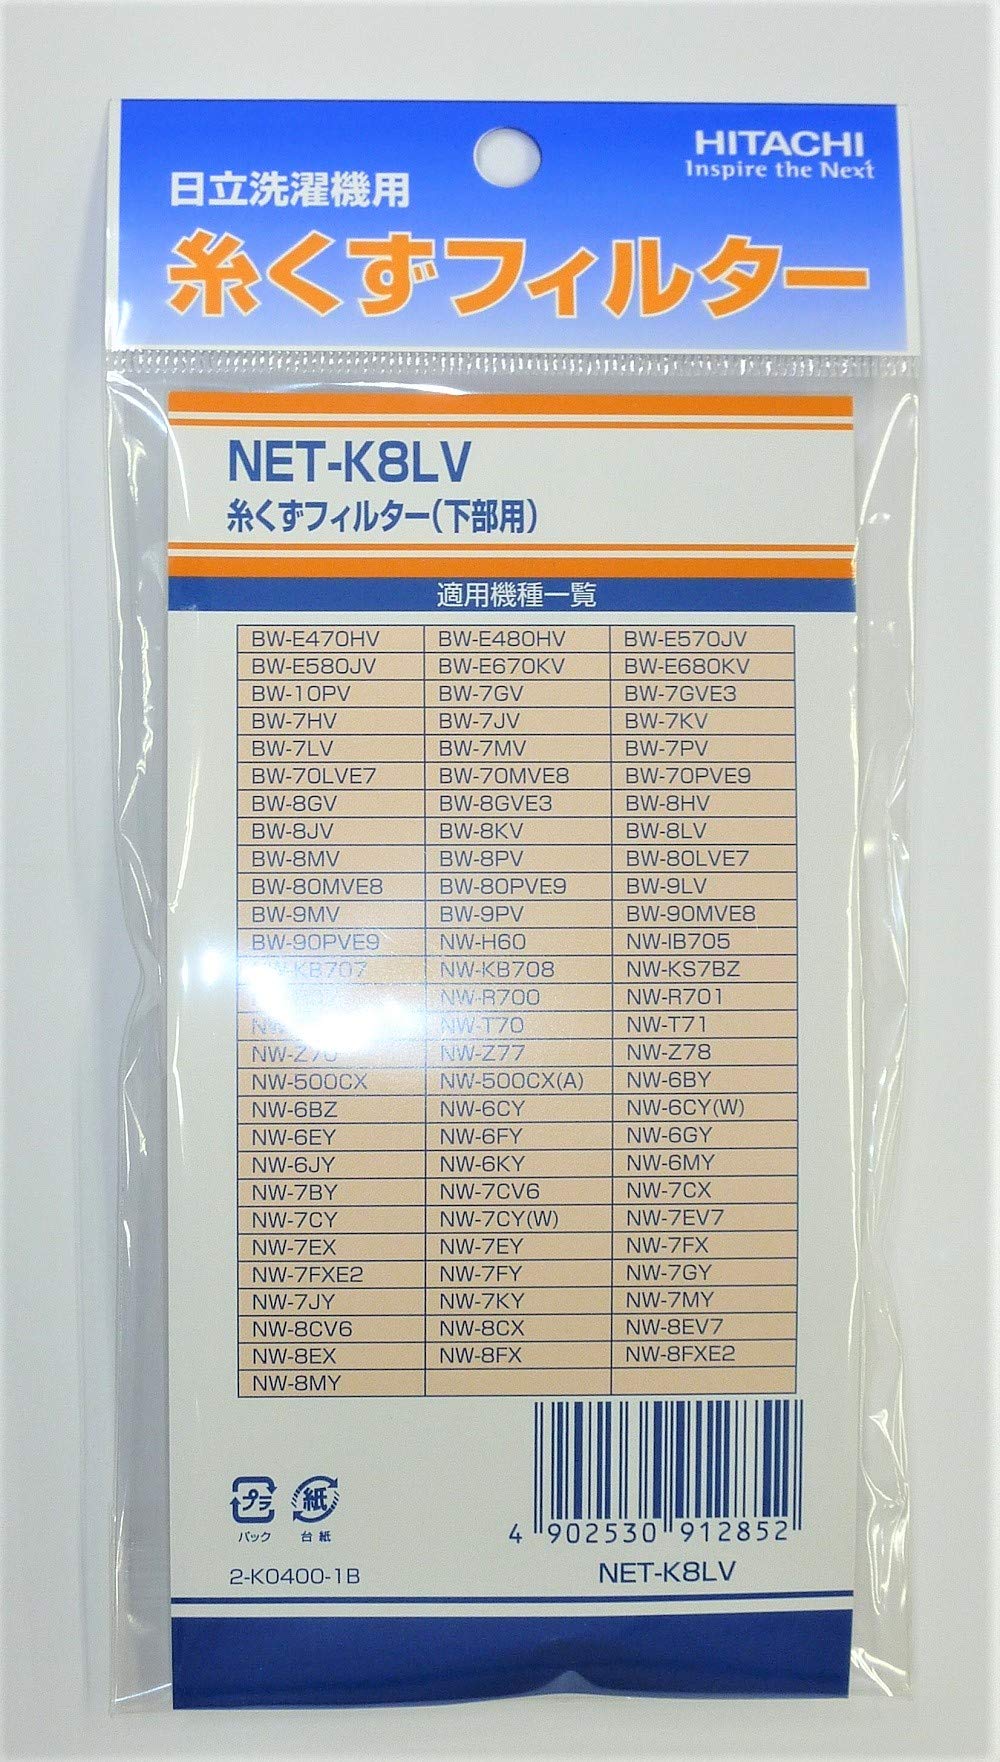 HITACHI
Inspire the Next
日立洗濯機用
糸くずフィルター
NET-K8LV
糸くずフィルター(下部用)
適用機種一覧
BW-E470HV BW-E480HV BW-E570JV
BW-E580JV BW-E670KV BW-E680KV
BW-10PV BW-7GV BW-7GVE3
BW-7HV BW-7JV BW-7KV
BW-7LV BW-7MV BW-7PV
BW-70LVE7 BW-70MVE8 BW-70PVE9
BW-8GV BW-8GVE3 BW-8HV
BW-8JV BW-8KV BW-8LV
BW-8MV BW-8PV BW-80LVE7
BW-80MVE8 BW-80PVE9 BW-9LV
BW-9MV BW-9PV BW-90MVE8
BW-90PVE9 NW-H60 NW-IB705
NW-KB707 NW-KB708 NW-KS7BZ
NW-R700 NW-R701
NW-T70 NW-T71
NW-Z70 NW-Z77 NW-Z78
NW-500CX NW-500CX(A) NW-6BY
NW-6BZ NW-6CY NW-6CY(W)
NW-6EY NW-6FY NW-6GY
NW-6JY NW-6KY NW-6MY
NW-7BY NW-7CV6 NW-7CX
NW-7CY NW-7CY(W) NW-7EV7
NW-7EX NW-7EY NW-7FX
NW-7FXE2 NW-7FY NW-7GY
NW-7JY NW-7KY NW-7MY
NW-8CV6 NW-8CX NW-8EV7
NW-8EX NW-8FX NW-8FXE2
NW-8MY
プラ 紙
パック 台紙
4 902530 912852
2-K0400-1B NET-K8LV